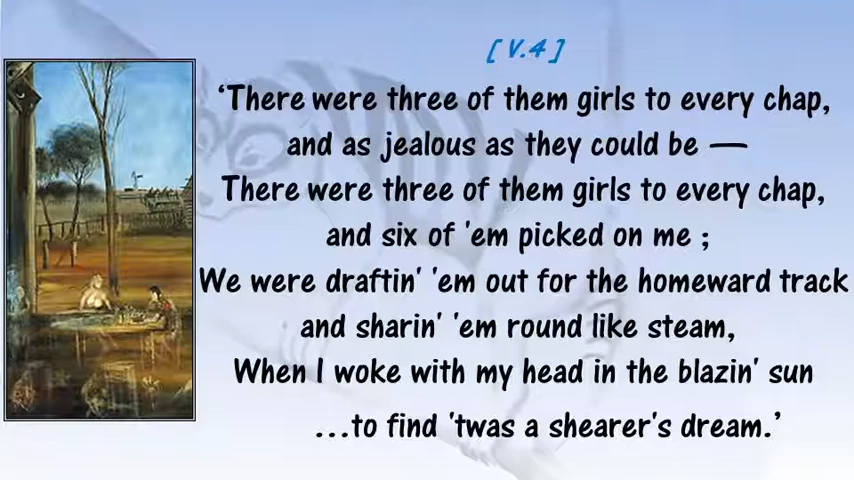 [ V.4 ]
‘There were three of them girls to every chap,
and as jealous as they could be —
There were three of them girls to every chap,
and six of 'em picked on me ;
We were draftin' 'em out for the homeward track
and sharin' 'em round like steam,
When I woke with my head in the blazin' sun
...to find 'twas a shearer's dream.’